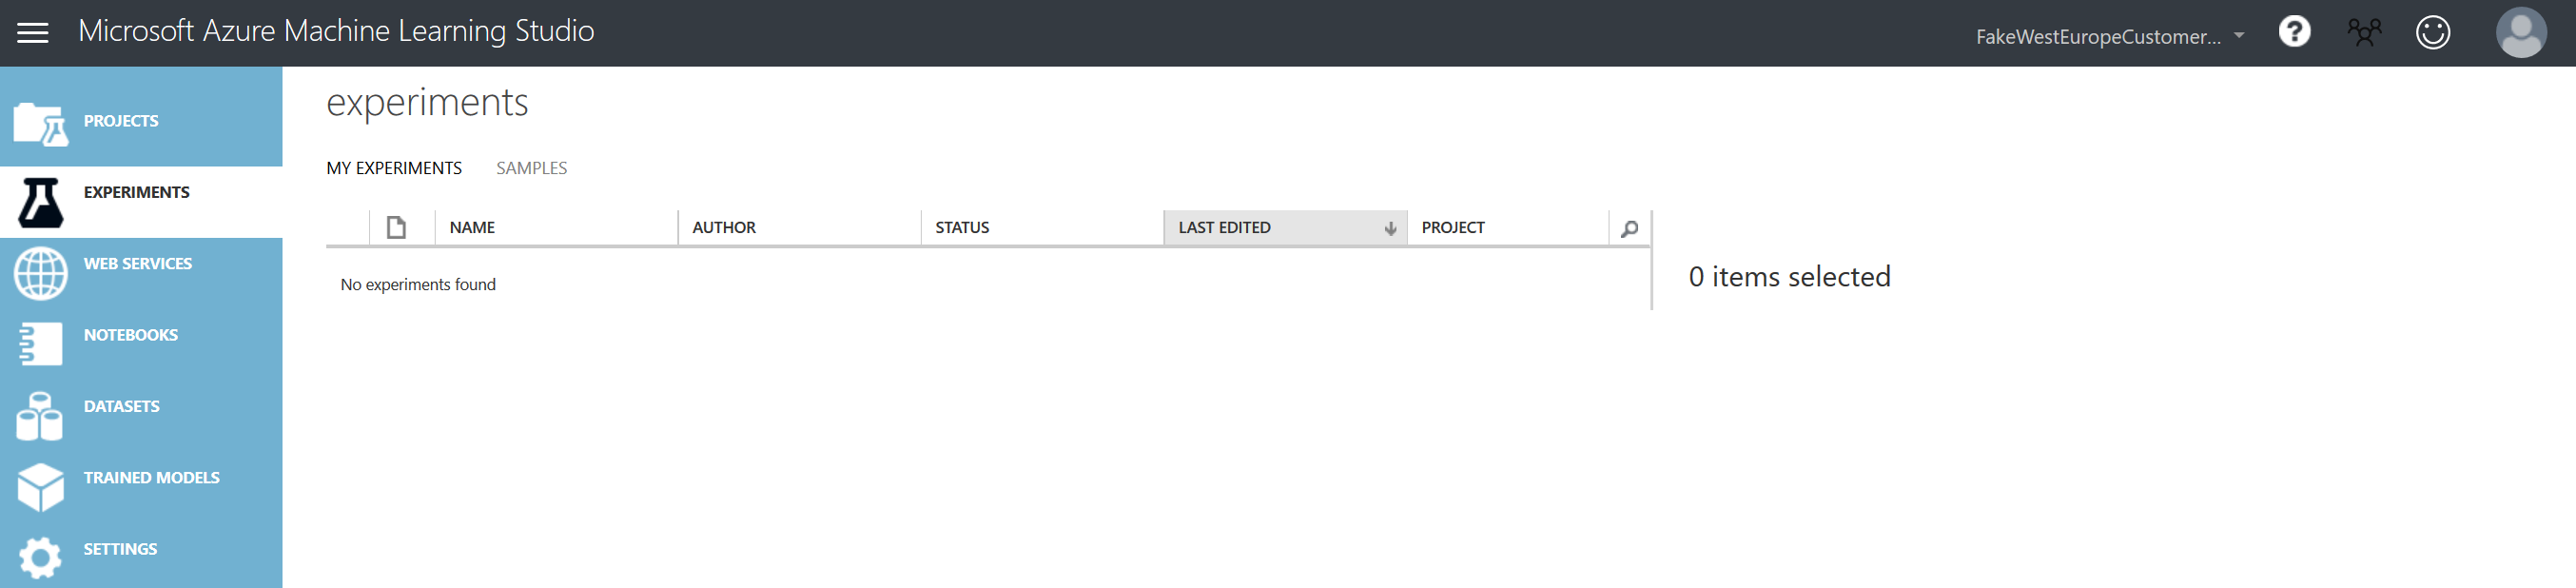 Microsoft Azure Machine Learning Studio
FakeWestEuropeCustomer...
?
PROJECTS
EXPERIMENTS
WEB SERVICES
NOTEBOOKS
DATASETS
TRAINED MODELS
SETTINGS
experiments
MY EXPERIMENTS SAMPLES
NAME AUTHOR STATUS LAST EDITED PROJECT
No experiments found
0 items selected